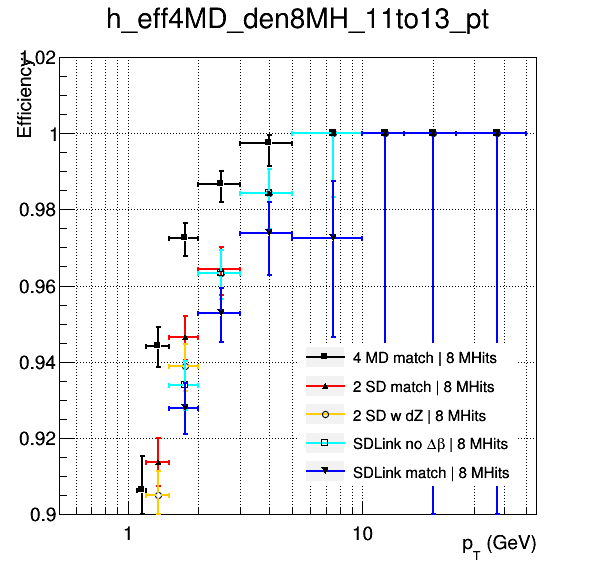 h_eff4MD_den8MH_11to13_pt
Efficiency
1.02
1
0.98
0.96
0.94
0.92
0.9
4 MD match | 8 MHits
2 SD match | 8 MHits
2 SD w dZ | 8 MHits
SDLink no Δβ | 8 MHits
SDLink match | 8 MHits
1
10
p_T (GeV)